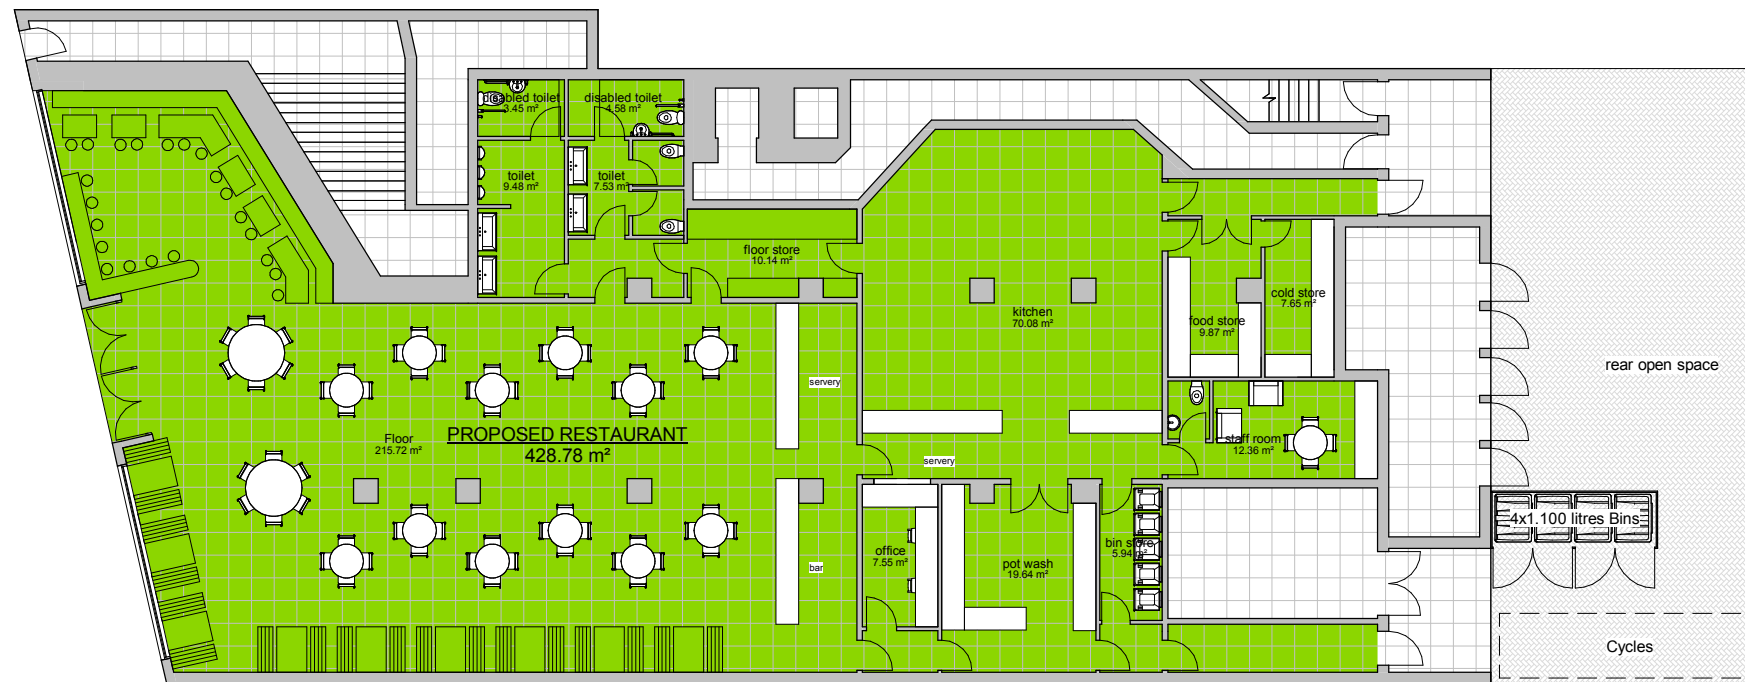 disabled toilet
3.45 m²
disabled toilet
4.58 m²
toilet
9.48 m²
toilet
7.53 m²
floor store
10.14 m²
kitchen
70.08 m²
cold store
7.65 m²
food store
9.87 m²
rear open space
servery
Floor
215.72 m²
PROPOSED RESTAURANT
428.78 m²
staff room
12.36 m²
servery
4x1.100 litres Bins
office
7.55 m²
bar
pot wash
19.64 m²
bin store
5.94 m²
Cycles